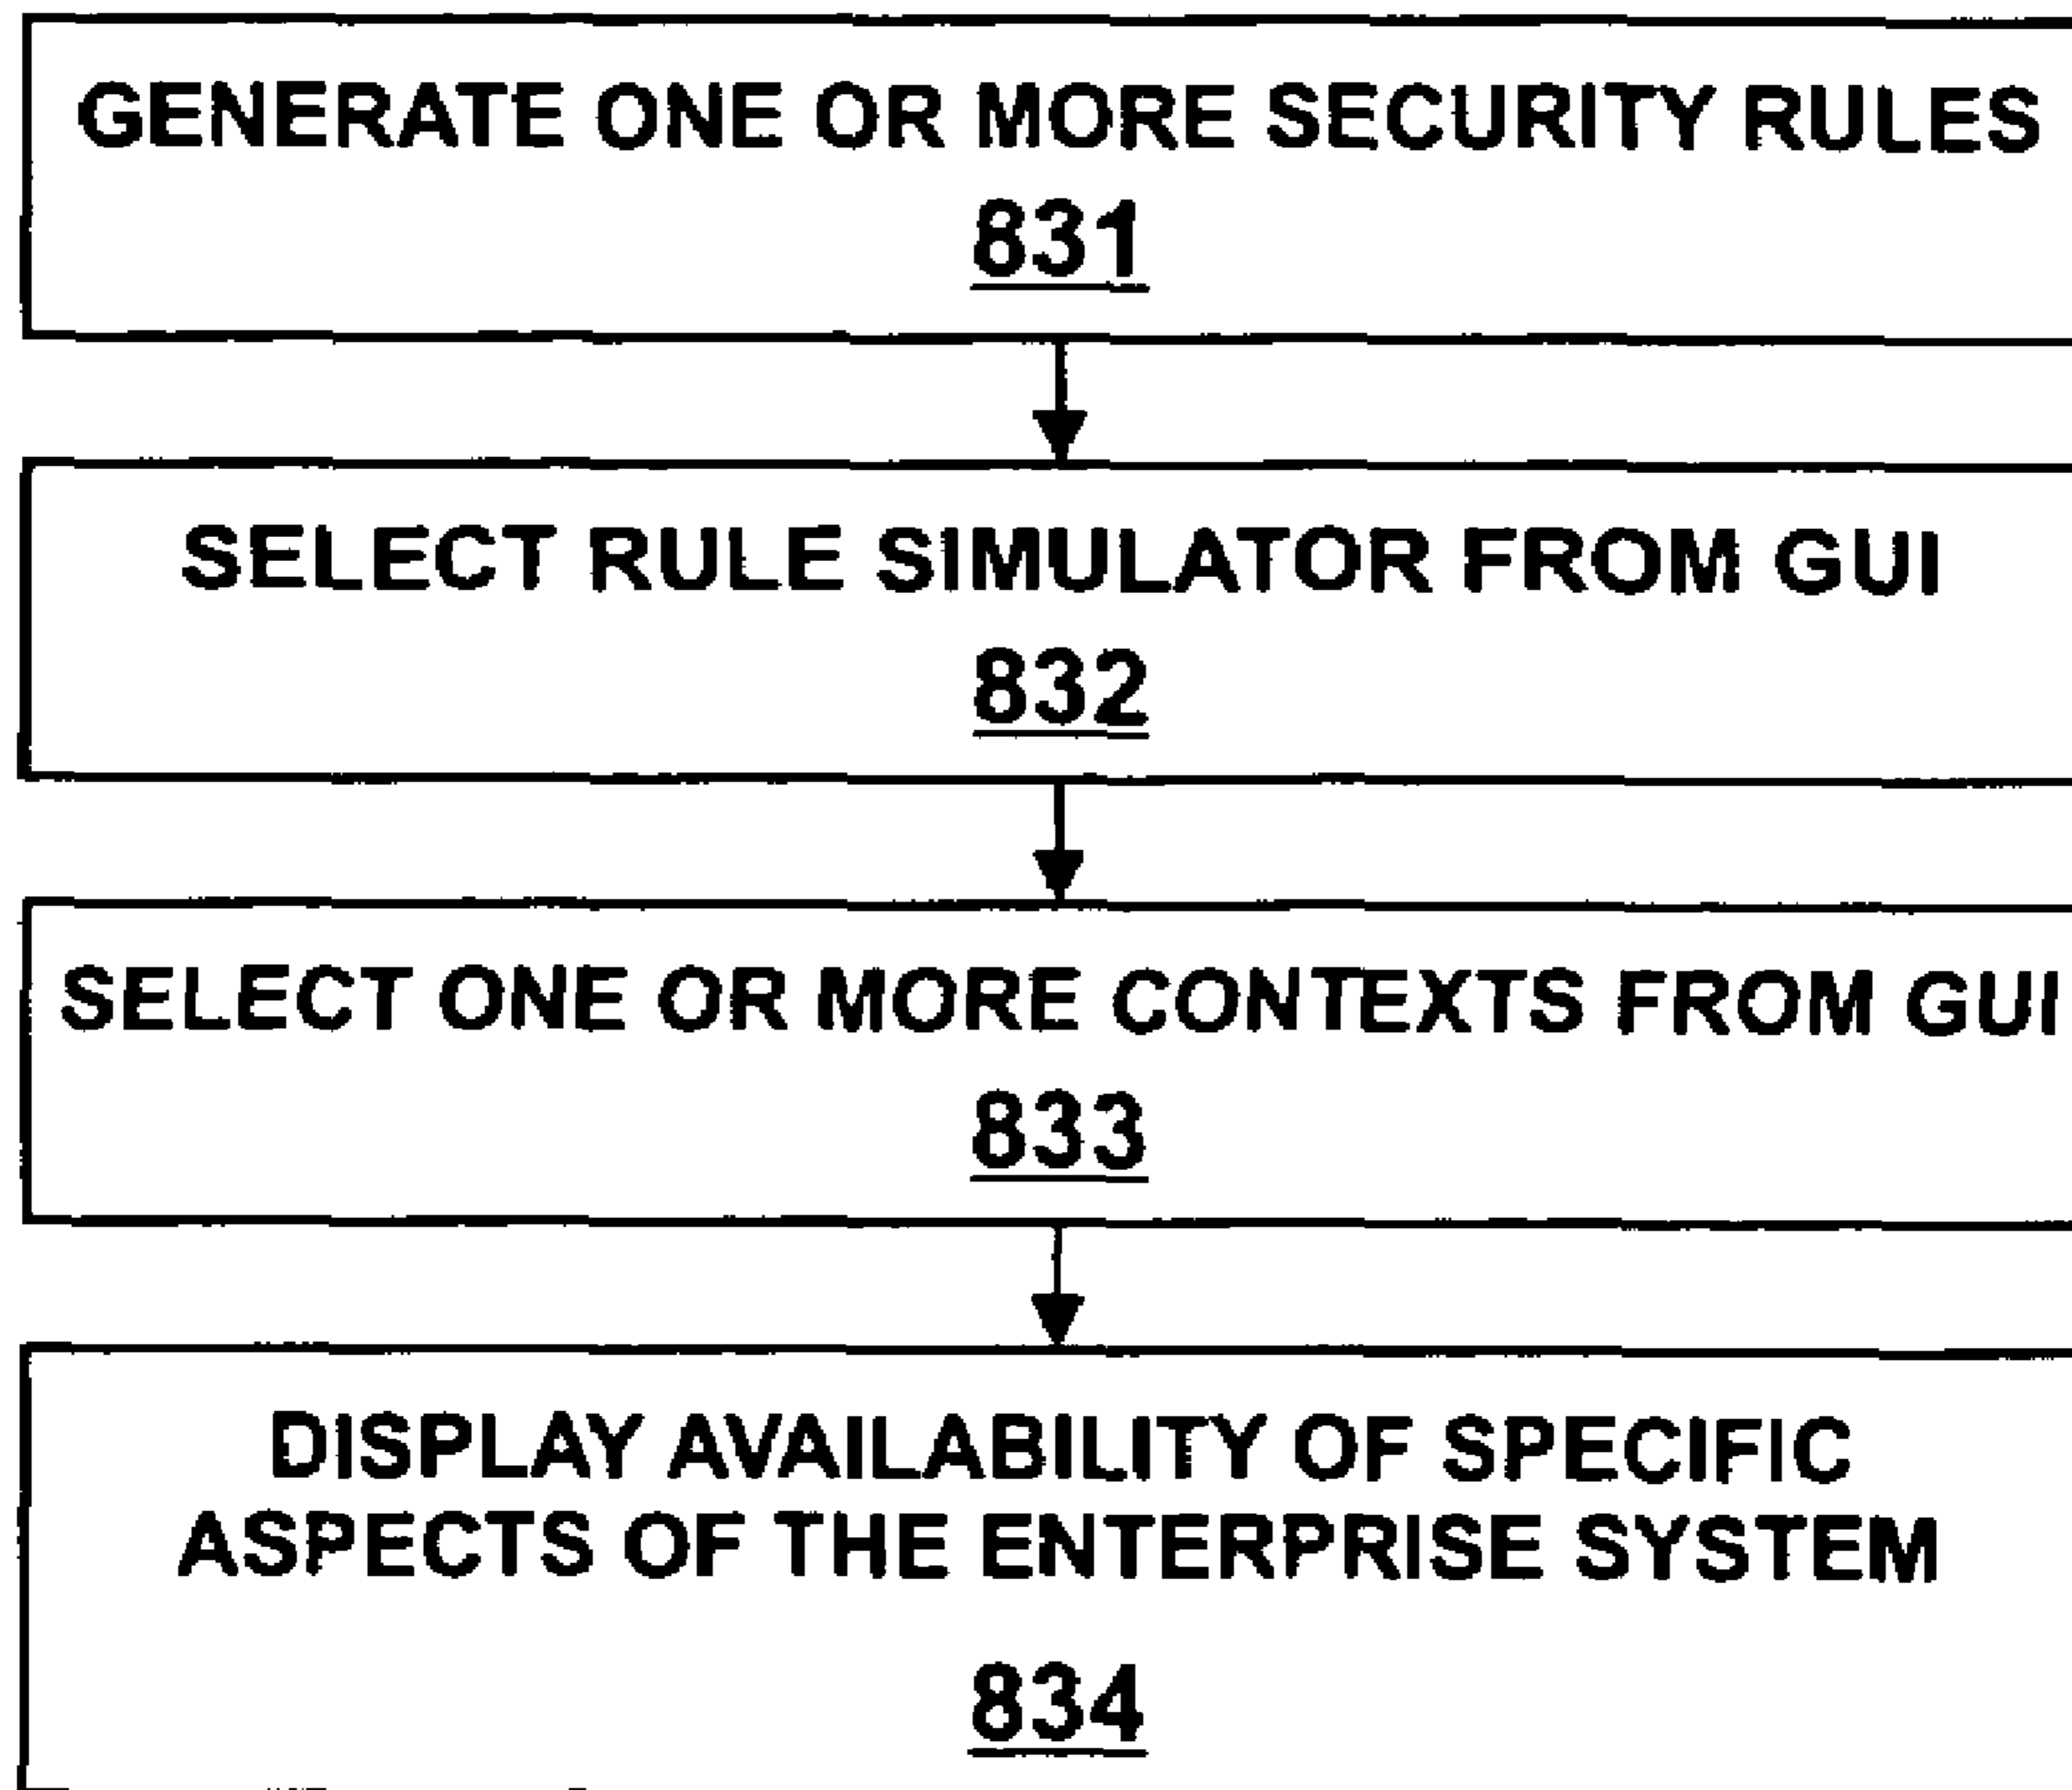 GENERATE ONE OR MORE SECURITY RULES
831
SELECT RULE SIMULATOR FROM GUI
832
SELECT ONE OR MORE CONTEXTS FROM GUI
833
DISPLAY AVAILABILITY OF SPECIFIC
ASPECTS OF THE ENTERPRISE SYSTEM
834